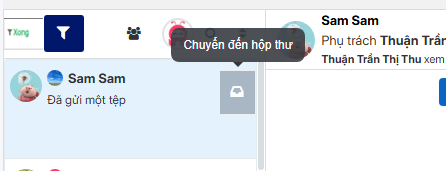 Xong
Chuyển đến hộp thư
Sam Sam
Đã gửi một tệp
Sam Sam
Phụ trách Thuận Trần
Thuận Trần Thị Thu xem